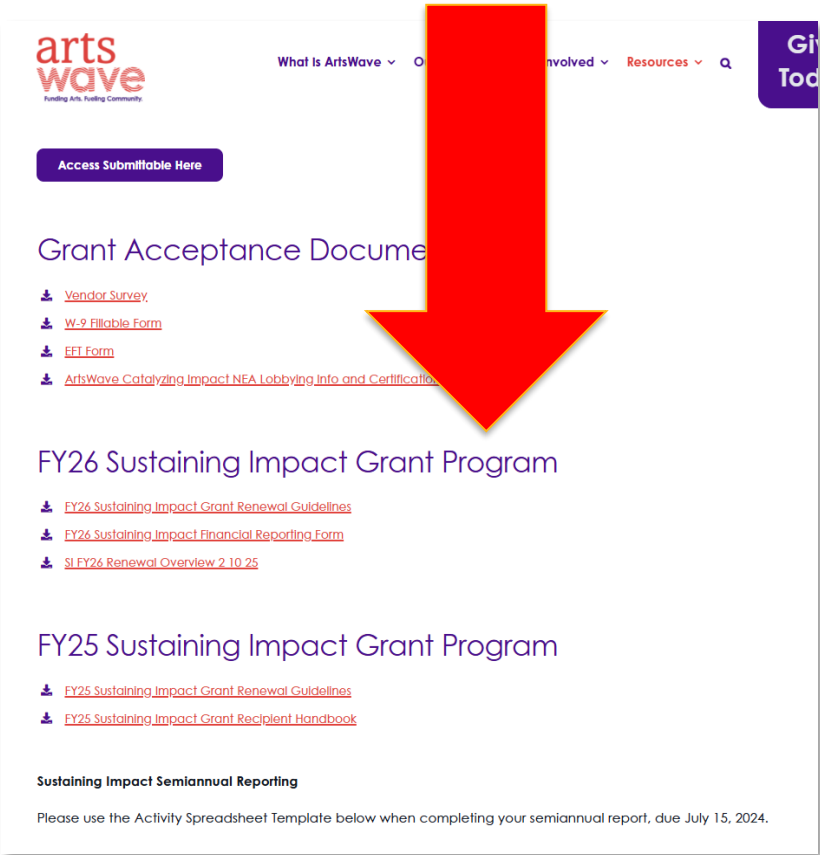 arts
wave
Funding Arts. Fueling Community.
What Is ArtsWave
Resources
Access Submittable Here
Grant Acceptance
Vendor Survey
W-9 Fillable Form
EFT Form
ArtsWave Catalyzing Impact NEA Lobbying Info and
FY26 Sustaining Impact Grant Program
FY26 Sustaining Impact Grant Renewal Guidelines
FY26 Sustaining Impact Financial Reporting Form
SI FY26 Renewal Overview 2 10 25
FY25 Sustaining Impact Grant Program
FY25 Sustaining Impact Grant Renewal Guidelines
FY25 Sustaining Impact Grant Recipient Handbook
Sustaining Impact Semiannual Reporting
Please use the Activity Spreadsheet Template below when completing your semiannual report, due July 15, 2024.